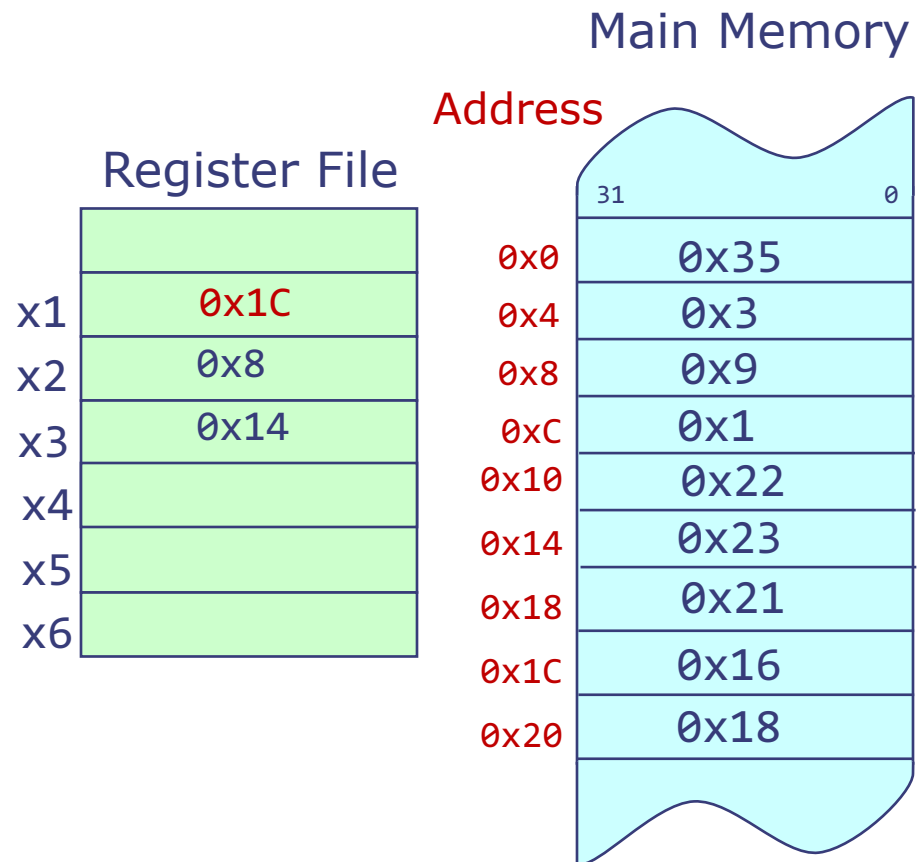 Main Memory
Address
Register File
31 0
0x0 0x35
x1 0x1C
0x4 0x3
x2 0x8
0x8 0x9
x3 0x14
0xC 0x1
x4
0x10 0x22
x5
0x14 0x23
x6
0x18 0x21
0x1C 0x16
0x20 0x18